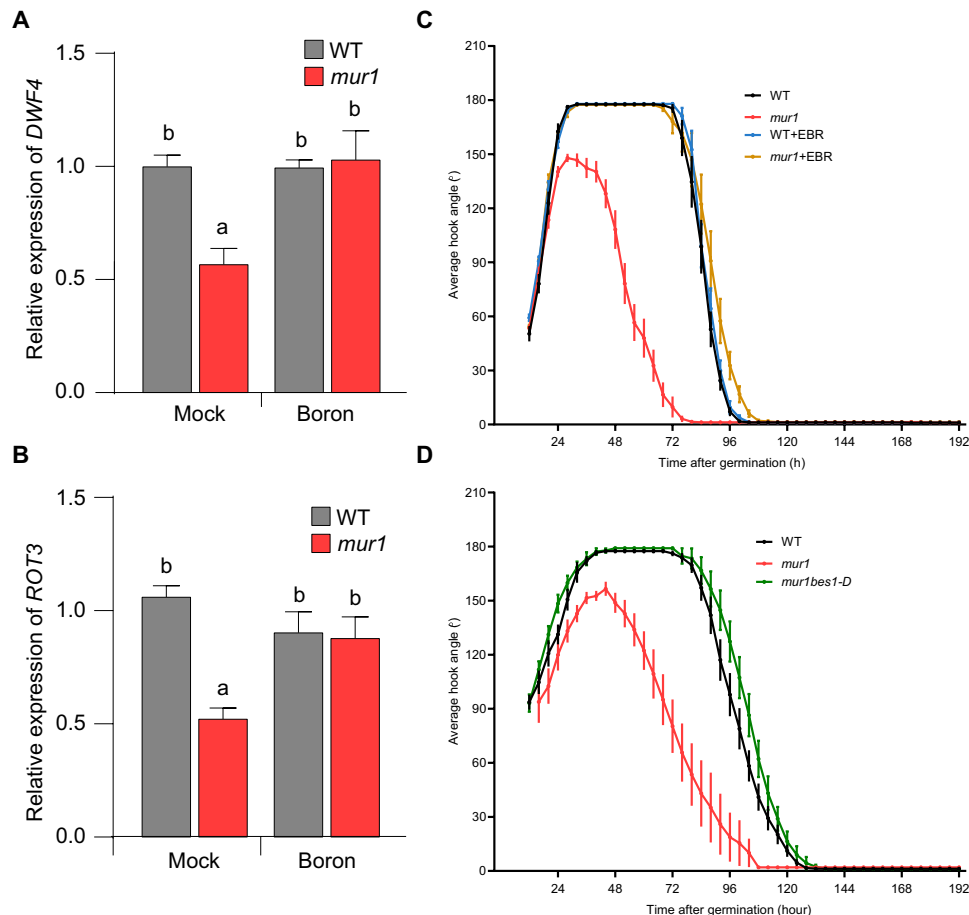 A
Relative expression of DWF4
1.5
1.0
0.5
0.0
WT
mur1
b
a
b
b
Mock
Boron
B
Relative expression of ROT3
1.5
1.0
0.5
0.0
WT
mur1
b
a
b
b
Mock
Boron
C
Average hook angle (°)
210
180
150
120
90
60
30
0
WT
mur1
WT+EBR
mur1+EBR
24 48 72 96 120 144 168 192
Time after germination (h)
D
Average hook angle (°)
210
180
150
120
90
60
30
0
WT
mur1
mur1bes1-D
24 48 72 96 120 144 168 192
Time after germination (hour)